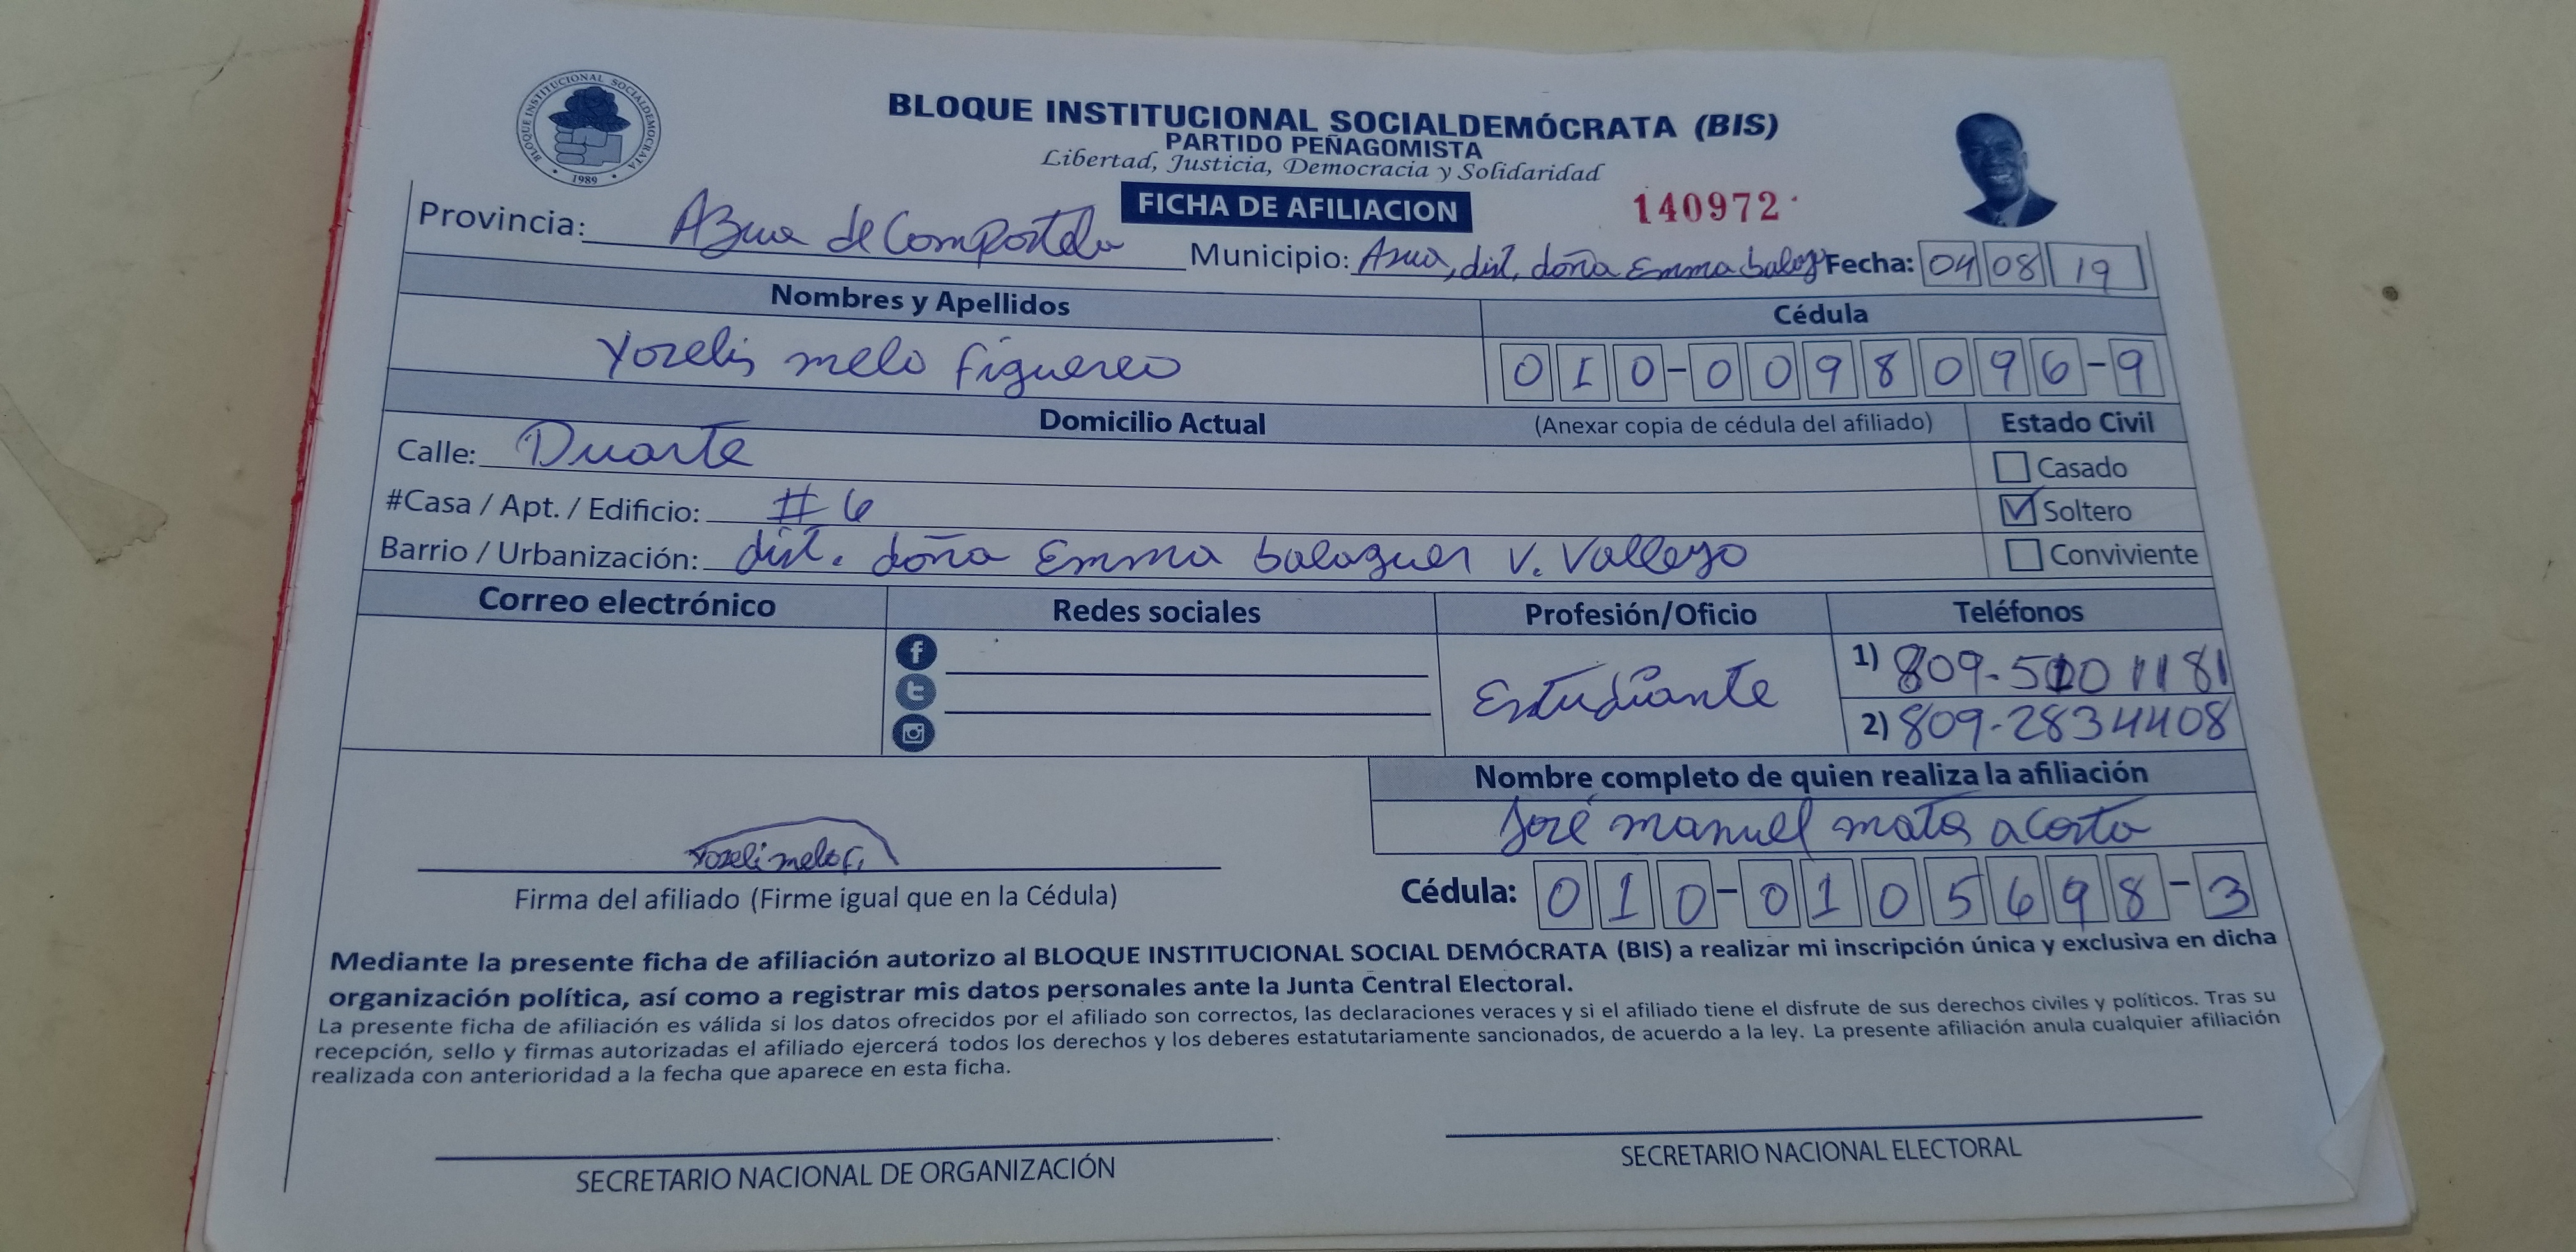 BLOQUE INSTITUCIONAL SOCIALDEMOCRATA
1989
BLOQUE INSTITUCIONAL SOCIALDEMÓCRATA (BIS)
PARTIDO PEÑAGOMISTA
Libertad, Justicia, Democracia y Solidaridad
FICHA DE AFILIACION
140972
Provincia: Azua de Compostela
Municipio: Azua, dist. doña Emma balag Fecha: 04 08 19
Nombres y Apellidos
Cédula
Yozelis melo figuereo
010-0098096-9
Domicilio Actual (Anexar copia de cédula del afiliado) Estado Civil
Calle: Duarte
Casado
#Casa / Apt. / Edificio: #6
Soltero
Barrio / Urbanización: dist. doña Emma balaguer V. Valleyo
Conviviente
Correo electrónico Redes sociales Profesión/Oficio Teléfonos
Estudiante
1) 809-510 1181
2) 809-2834408
Nombre completo de quien realiza la afiliación
José manuel mata acosta
Yozeli melo f.
Firma del afiliado (Firme igual que en la Cédula)
Cédula: 010-0105698-3
Mediante la presente ficha de afiliación autorizo al BLOQUE INSTITUCIONAL SOCIAL DEMÓCRATA (BIS) a realizar mi inscripción única y exclusiva en dicha
organización política, así como a registrar mis datos personales ante la Junta Central Electoral.
La presente ficha de afiliación es válida si los datos ofrecidos por el afiliado son correctos, las declaraciones veraces y si el afiliado tiene el disfrute de sus derechos civiles y políticos. Tras su
recepción, sello y firmas autorizadas el afiliado ejercerá todos los derechos y los deberes estatutariamente sancionados, de acuerdo a la ley. La presente afiliación anula cualquier afiliación
realizada con anterioridad a la fecha que aparece en esta ficha.
SECRETARIO NACIONAL DE ORGANIZACIÓN
SECRETARIO NACIONAL ELECTORAL